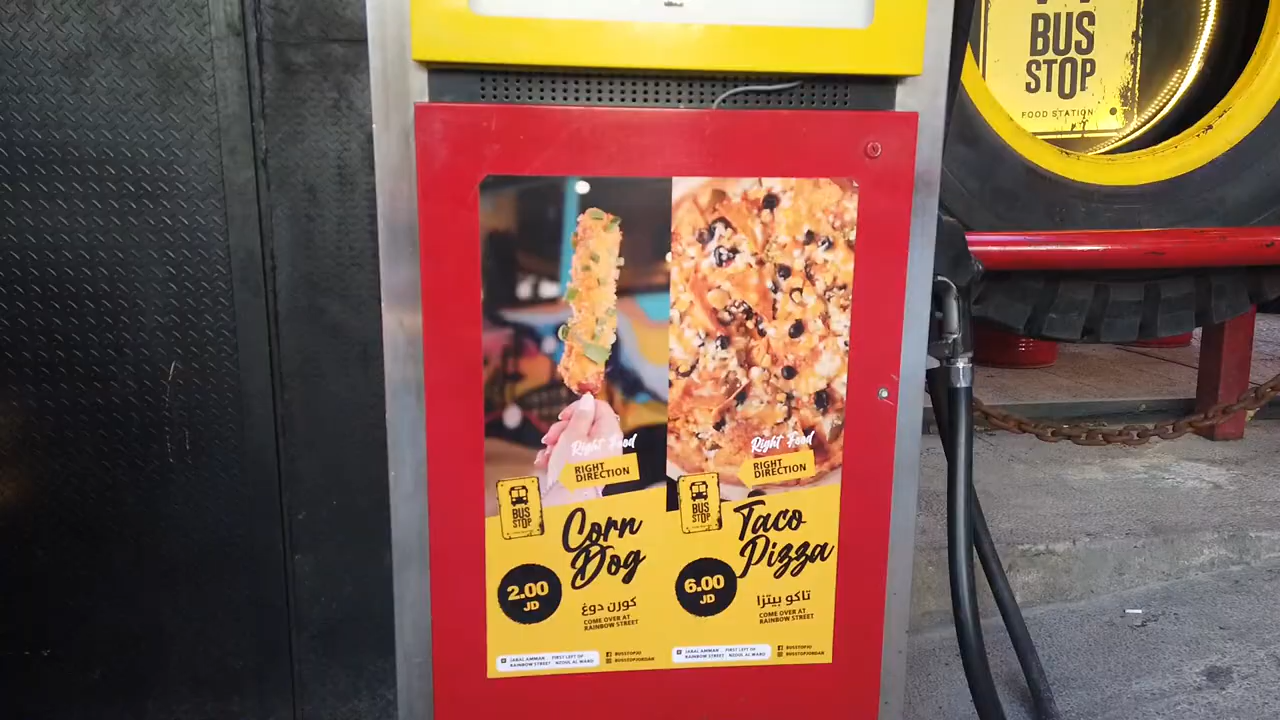 BUS
STOP
FOOD STATION
Right Food
RIGHT
DIRECTION
BUS
STOP
Corn
Dog
2.00
JD
كورن دوغ
COME OVER AT
RAINBOW STREET
JABAL AMMAN . FIRST LEFT OF
RAINBOW STREET . NZOUL AL WARD
BUSSTOPJO
BUSSTOPJORDAN
Right Food
RIGHT
DIRECTION
BUS
STOP
Taco
Pizza
6.00
JD
تاكو بيتزا
COME OVER AT
RAINBOW STREET
JABAL AMMAN . FIRST LEFT OF
RAINBOW STREET . NZOUL AL WARD
BUSSTOPJO
BUSSTOPJORDAN